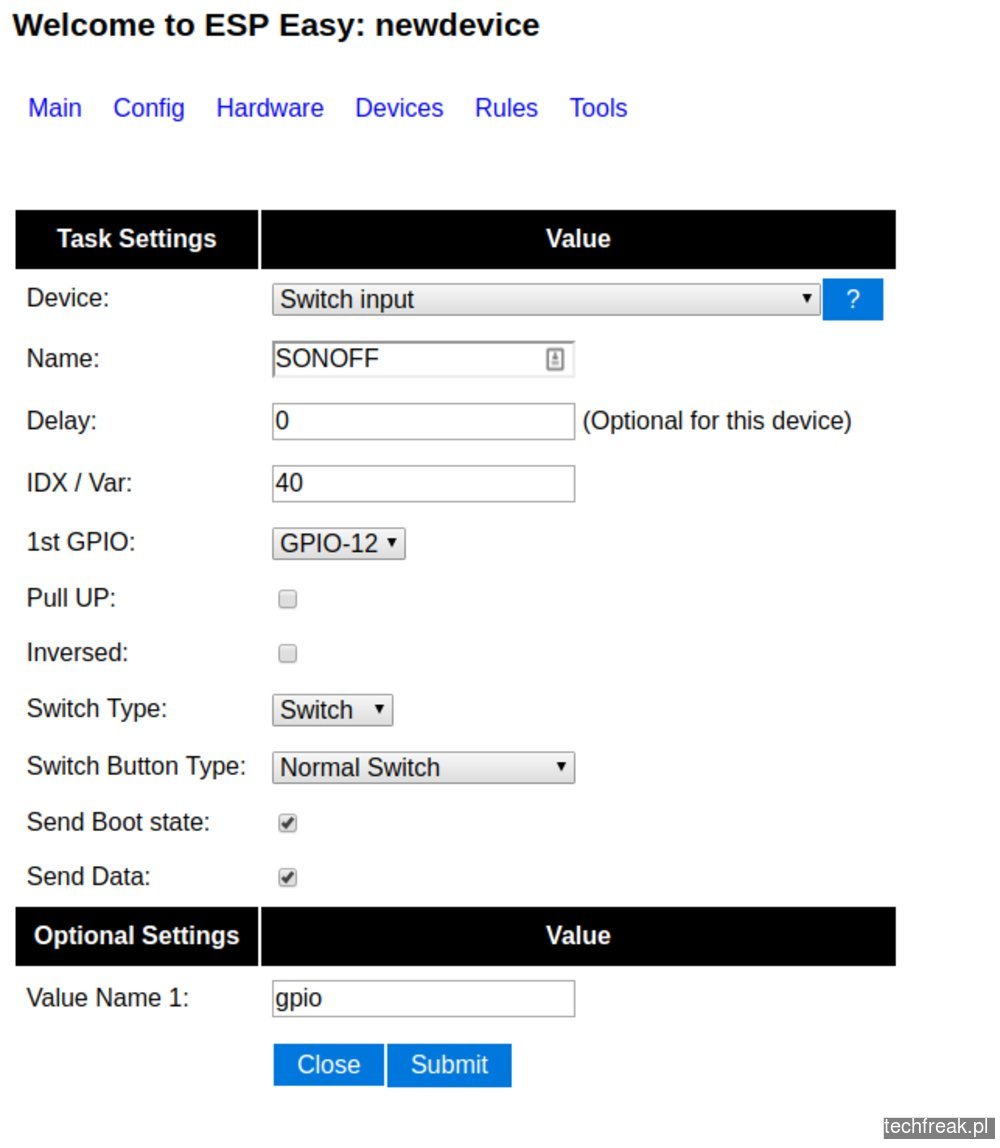 Welcome to ESP Easy: newdevice
Main Config Hardware Devices Rules Tools
Task Settings Value
Device: Switch input ?
Name: SONOFF
Delay: 0 (Optional for this device)
IDX / Var: 40
1st GPIO: GPIO-12
Pull UP:
Inversed:
Switch Type: Switch
Switch Button Type: Normal Switch
Send Boot state:
Send Data:
Optional Settings Value
Value Name 1: gpio
Close Submit
techfreak.pl